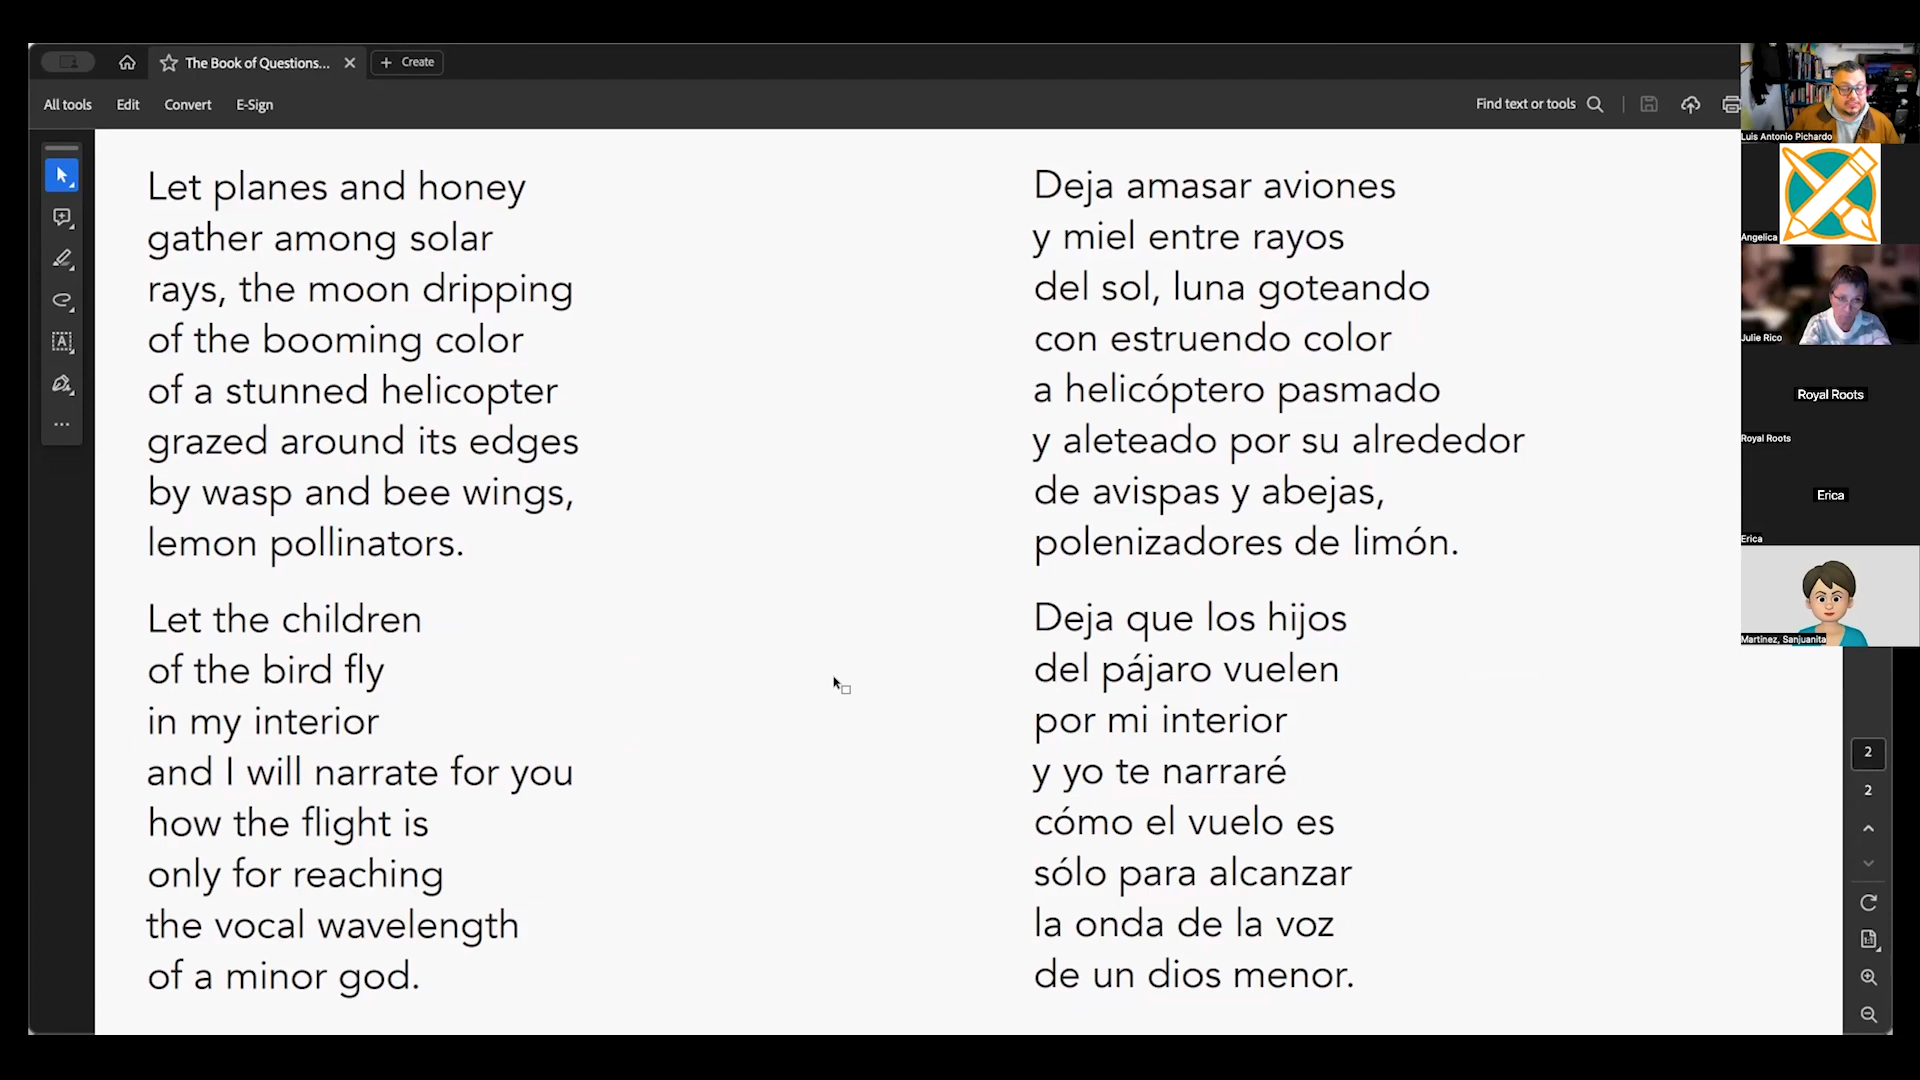 The Book of Questions...
Create
All tools
Edit
Convert
E-Sign
Find text or tools
Let planes and honey
gather among solar
rays, the moon dripping
of the booming color
of a stunned helicopter
grazed around its edges
by wasp and bee wings,
lemon pollinators.
Let the children
of the bird fly
in my interior
and I will narrate for you
how the flight is
only for reaching
the vocal wavelength
of a minor god.
Deja amasar aviones
y miel entre rayos
del sol, luna goteando
con estruendo color
a helicóptero pasmado
y aleteado por su alrededor
de avispas y abejas,
polenizadores de limón.
Deja que los hijos
del pájaro vuelen
por mi interior
y yo te narraré
cómo el vuelo es
sólo para alcanzar
la onda de la voz
de un dios menor.
Luis Antonio Pichardo
Angelica
Julie Rico
Royal Roots
Royal Roots
Erica
Erica
Martinez, Sanjuanita
2
2